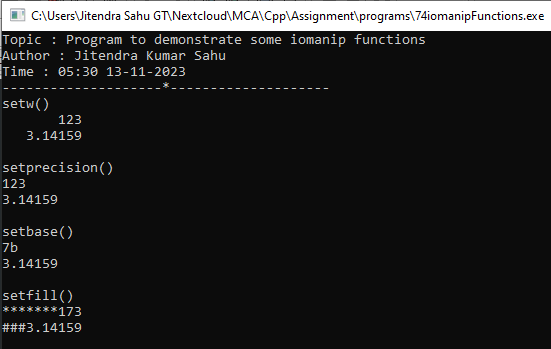 C:\Users\Jitendra Sahu GT\Nextcloud\MCA\Cpp\Assignment\programs\74iomanipFunctions.exe
Topic : Program to demonstrate some iomanip functions
Author : Jitendra Kumar Sahu
Time : 05:30 13-11-2023
--------------------*--------------------
setw()
       123
   3.14159
setprecision()
123
3.14159
setbase()
7b
3.14159
setfill()
*******173
###3.14159